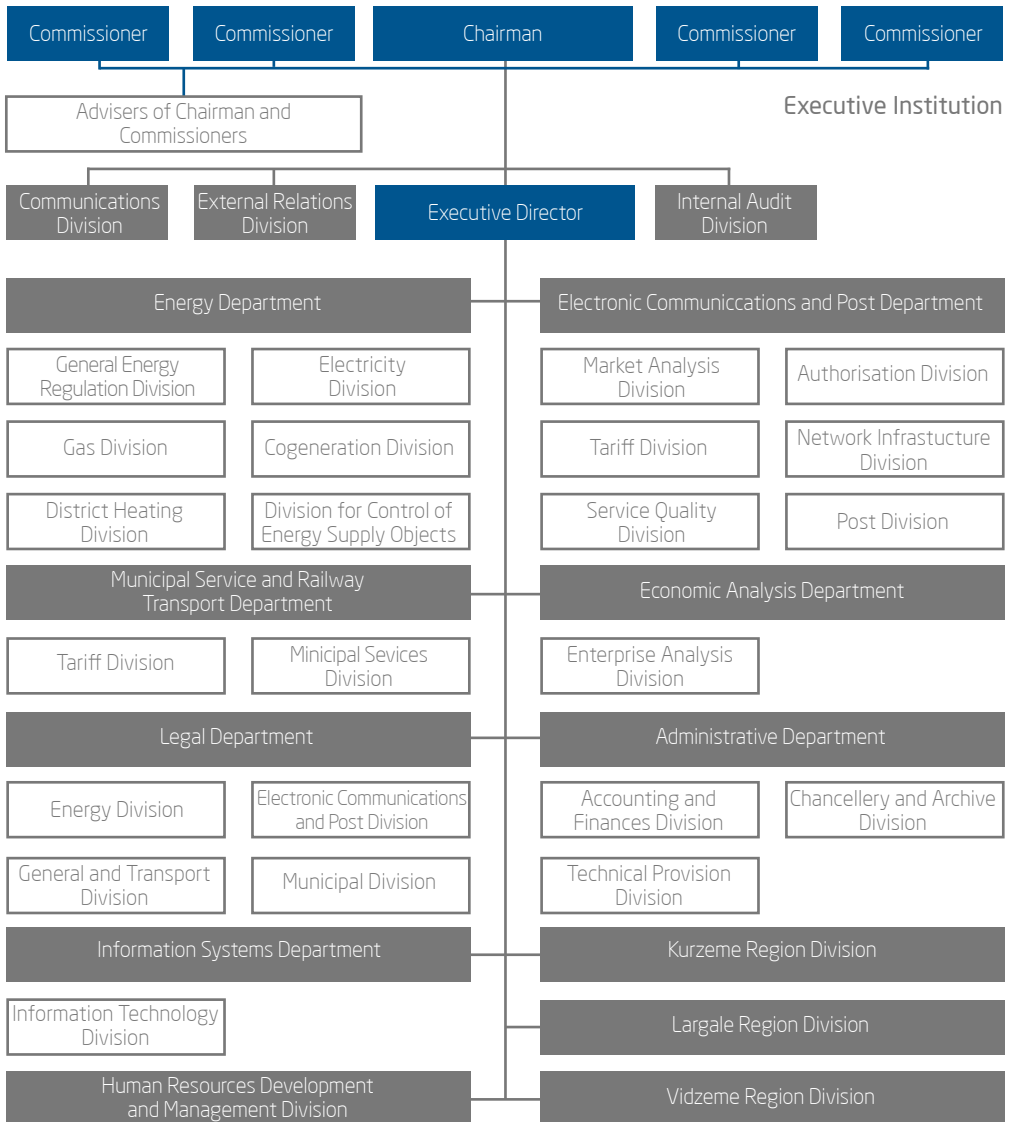 Commissioner
Commissioner
Chairman
Commissioner
Commissioner
Advisers of Chairman and
Commissioners
Executive Institution
Communications
Division
External Relations
Division
Executive Director
Internal Audit
Division
Energy Department
Electronic Communiccations and Post Department
General Energy
Regulation Division
Electricity
Division
Market Analysis
Division
Authorisation Division
Gas Division
Cogeneration Division
Tariff Division
Network Infrastucture
Division
District Heating
Division
Division for Control of
Energy Supply Objects
Service Quality
Division
Post Division
Municipal Service and Railway
Transport Department
Economic Analysis Department
Tariff Division
Minicipal Sevices
Division
Enterprise Analysis
Division
Legal Department
Administrative Department
Energy Division
Electronic Communications
and Post Division
Accounting and
Finances Division
Chancellery and Archive
Division
General and Transport
Division
Municipal Division
Technical Provision
Division
Information Systems Department
Kurzeme Region Division
Information Technology
Division
Largale Region Division
Human Resources Development
and Management Division
Vidzeme Region Division